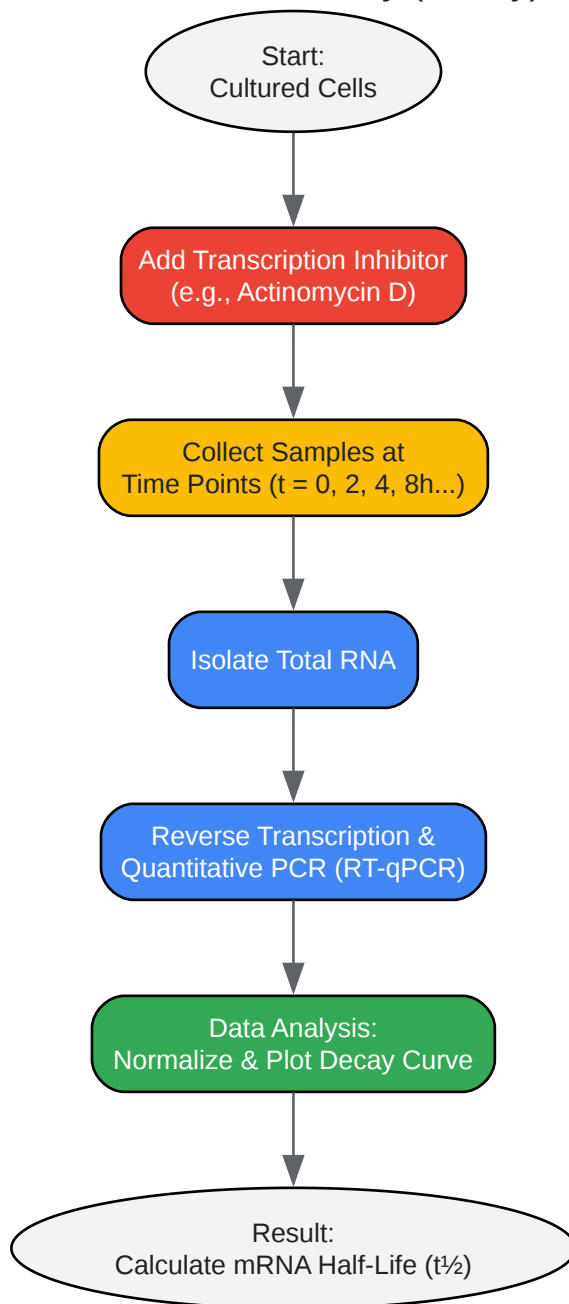 Start:
Cultured Cells
Add Transcription Inhibitor
(e.g., Actinomycin D)
Collect Samples at
Time Points (t = 0, 2, 4, 8h...)
Isolate Total RNA
Reverse Transcription &
Quantitative PCR (RT-qPCR)
Data Analysis:
Normalize & Plot Decay Curve
Result:
Calculate mRNA Half-Life (t½)